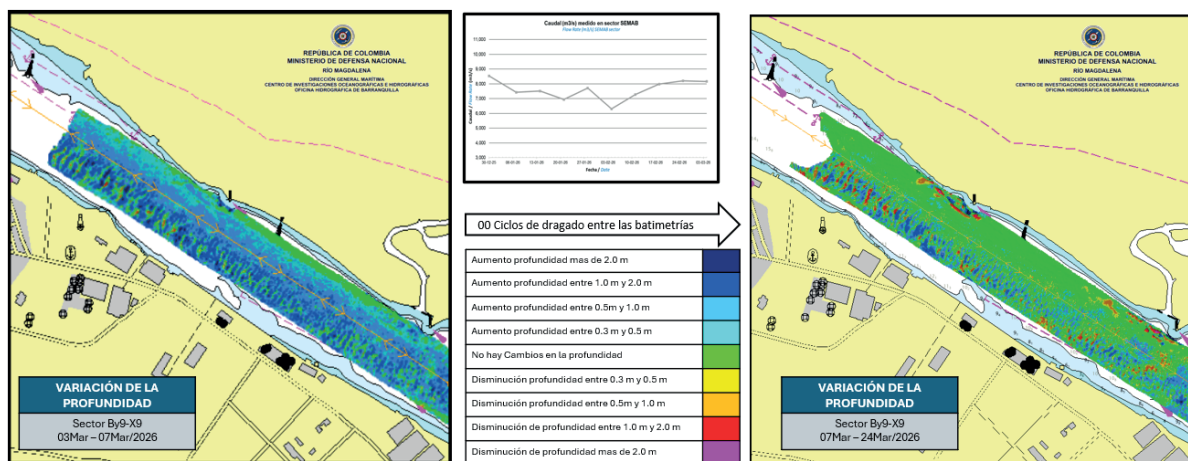 REPÚBLICA DE COLOMBIA
MINISTERIO DE DEFENSA NACIONAL
RÍO MAGDALENA
DIRECCIÓN GENERAL MARÍTIMA
CENTRO DE INVESTIGACIONES OCEANOGRÁFICAS E HIDROGRÁFICAS
OFICINA HIDROGRÁFICA DE BARRANQUILLA
VARIACIÓN DE LA
PROFUNDIDAD
Sector By9-X9
03Mar – 07Mar/2026
Caudal (m3/s) medido en sector SEMAB
Flow Rate (m3/s) SEMAB sector
Caudal / Flow Rate (m3/s)
11,000
10,000
9,000
8,000
7,000
6,000
5,000
4,000
3,000
Fecha / Date
00 Ciclos de dragado entre las batimetrías
Aumento profundidad mas de 2.0 m
Aumento profundidad entre 1.0 m y 2.0 m
Aumento profundidad entre 0.5m y 1.0 m
Aumento profundidad entre 0.3 m y 0.5 m
No hay Cambios en la profundidad
Disminución profundidad entre 0.3 m y 0.5 m
Disminución profundidad entre 0.5m y 1.0 m
Disminución de profundidad entre 1.0 m y 2.0 m
Disminución de profundidad mas de 2.0 m
REPÚBLICA DE COLOMBIA
MINISTERIO DE DEFENSA NACIONAL
RÍO MAGDALENA
DIRECCIÓN GENERAL MARÍTIMA
CENTRO DE INVESTIGACIONES OCEANOGRÁFICAS E HIDROGRÁFICAS
OFICINA HIDROGRÁFICA DE BARRANQUILLA
VARIACIÓN DE LA
PROFUNDIDAD
Sector By9-X9
07Mar – 24Mar/2026